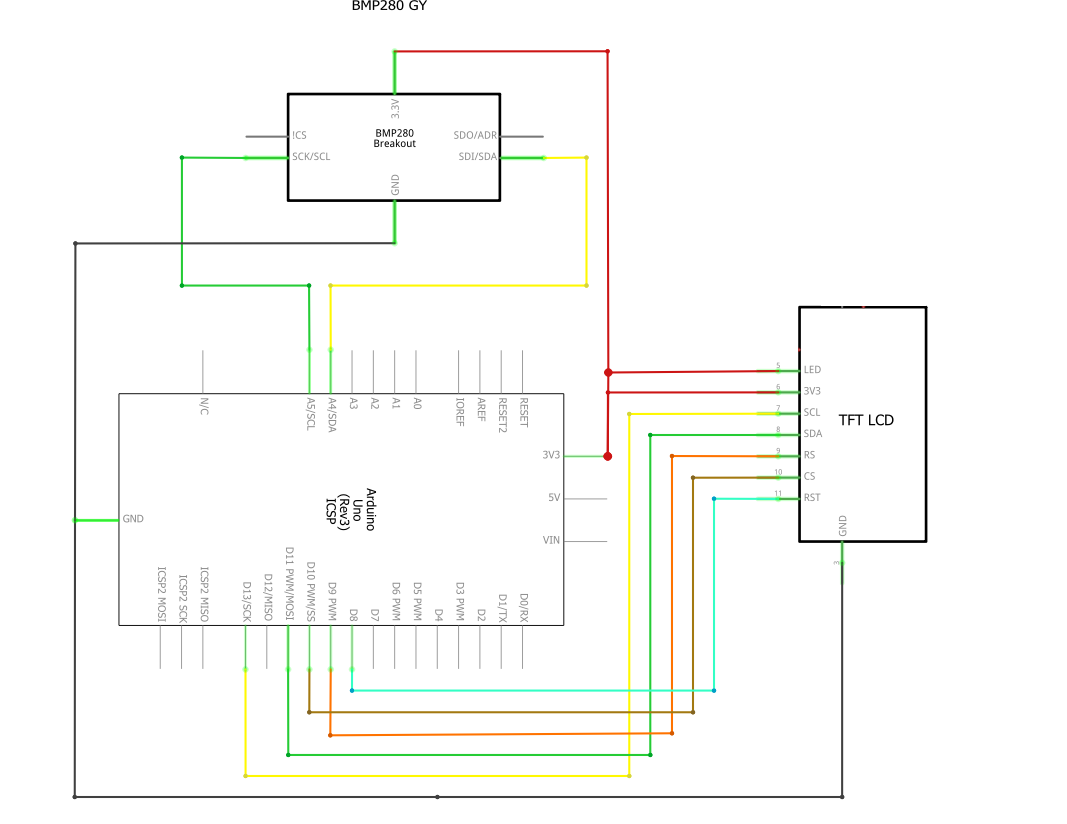 BMP280 GY
3.3V
!CS
BMP280
Breakout
SDO/ADR
SCK/SCL
SDI/SDA
GND
N/C
A5/SCL
A4/SDA
A3
A2
A1
A0
IOREF
AREF
RESET2
RESET
3V3
5V
VIN
GND
Arduino
Uno
(Rev3)
ICSP
ICSP2 MOSI
ICSP2 SCK
ICSP2 MISO
D13/SCK
D12/MISO
D11 PWM/MOSI
D10 PWM/SS
D9 PWM
D8
D7
D6 PWM
D5 PWM
D4
D3 PWM
D2
D1/TX
D0/RX
5 LED
6 3V3
7 SCL
8 SDA
9 RS
10 CS
11 RST
TFT LCD
GND
3